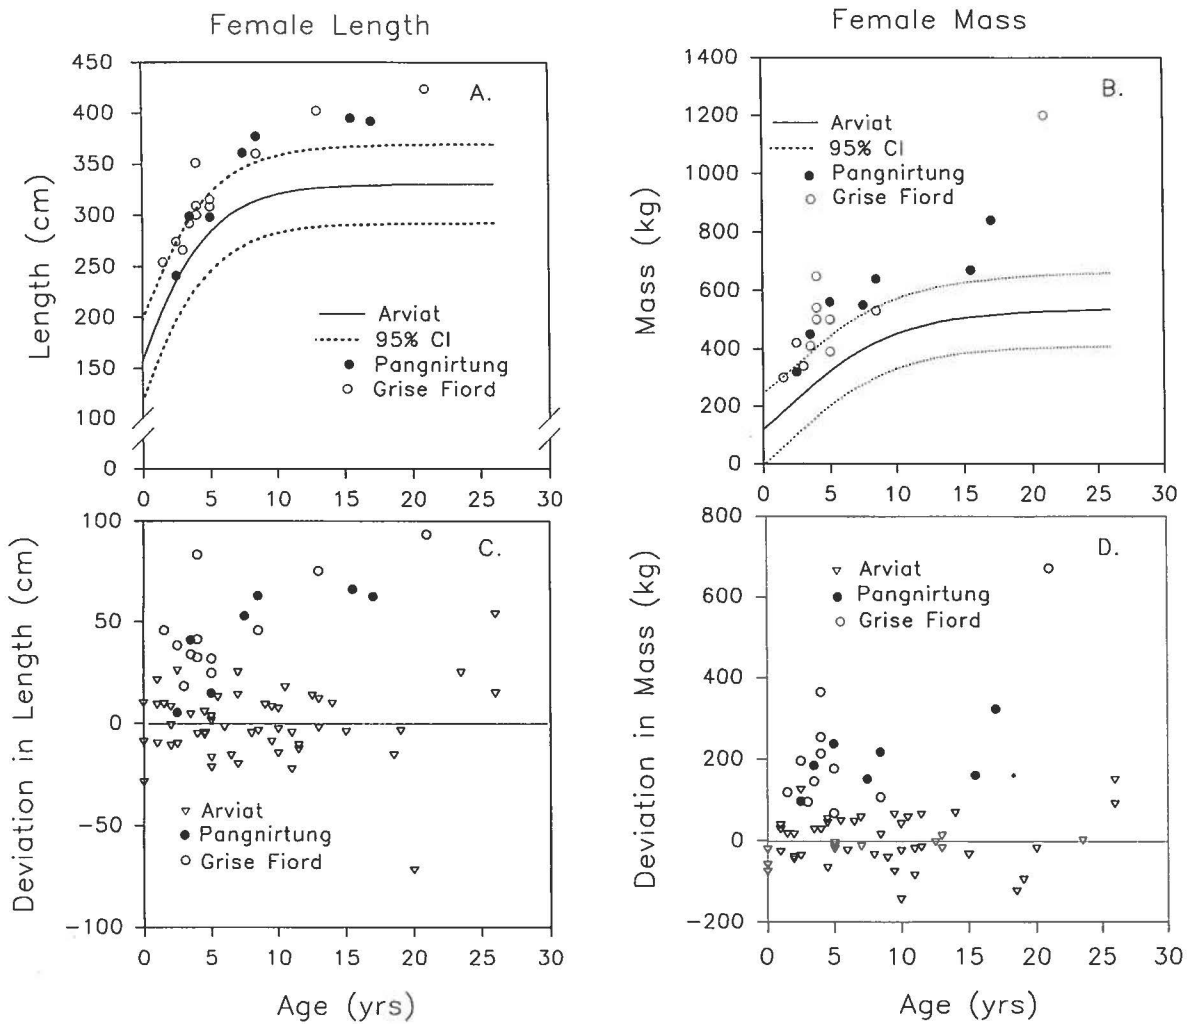 Female Length
450
400
350
300
250
200
150
100
0
Length (cm)
A.
Arviat
95% CI
Pangnirtung
Grise Fiord
0 5 10 15 20 25 30
Female Mass
1400
1200
1000
800
600
400
200
0
Mass (kg)
B.
Arviat
95% CI
Pangnirtung
Grise Fiord
0 5 10 15 20 25 30
100
50
0
−50
−100
Deviation in Length (cm)
C.
Arviat
Pangnirtung
Grise Fiord
0 5 10 15 20 25 30
Age (yrs)
800
600
400
200
0
−200
Deviation in Mass (kg)
D.
Arviat
Pangnirtung
Grise Fiord
0 5 10 15 20 25 30
Age (yrs)